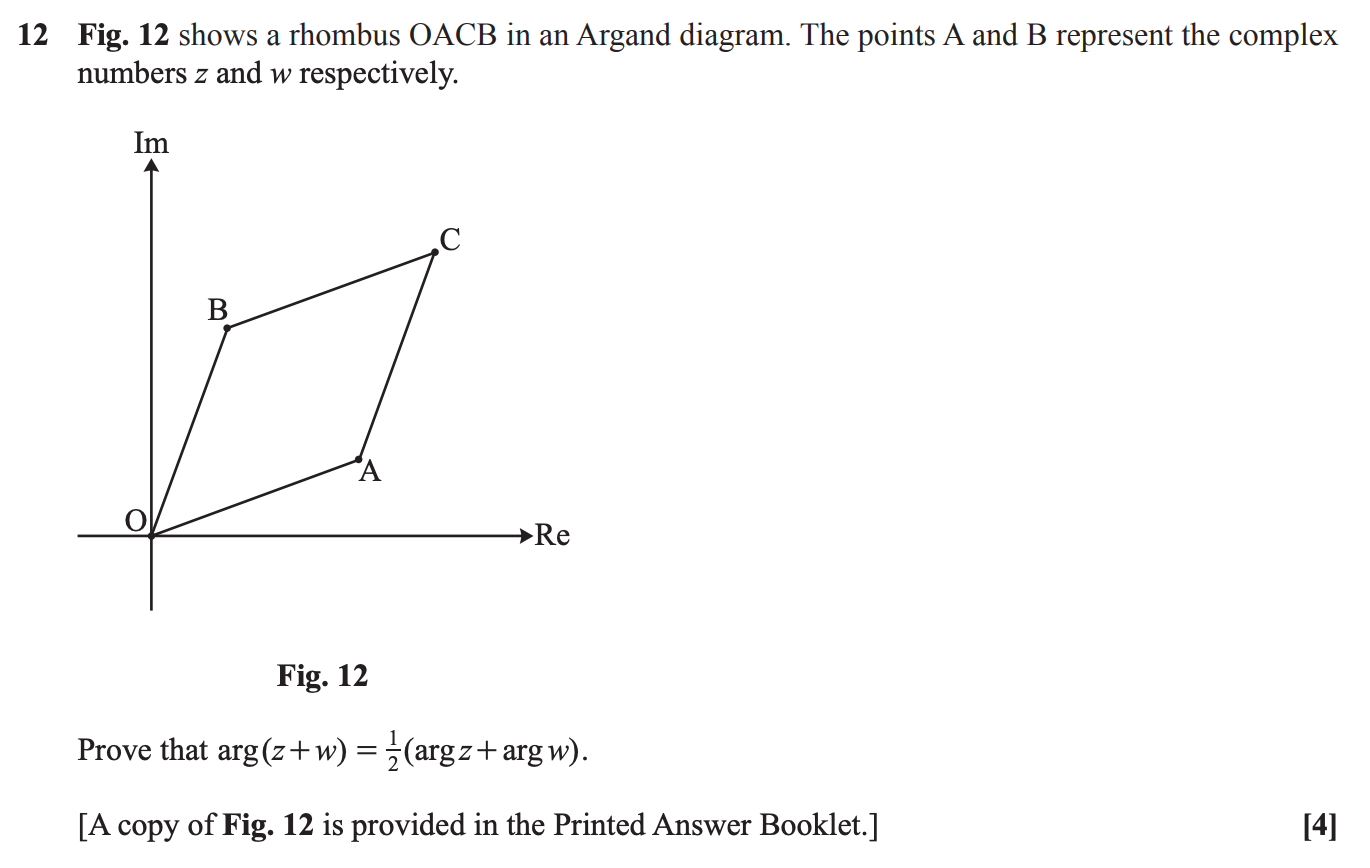 12 Fig. 12 shows a rhombus OACB in an Argand diagram. The points A and B represent the complex
numbers z and w respectively.
Im
C
B
A
O
Re
Fig. 12
Prove that arg(z+w) = 1/2(arg z+arg w).
[A copy of Fig. 12 is provided in the Printed Answer Booklet.] [4]